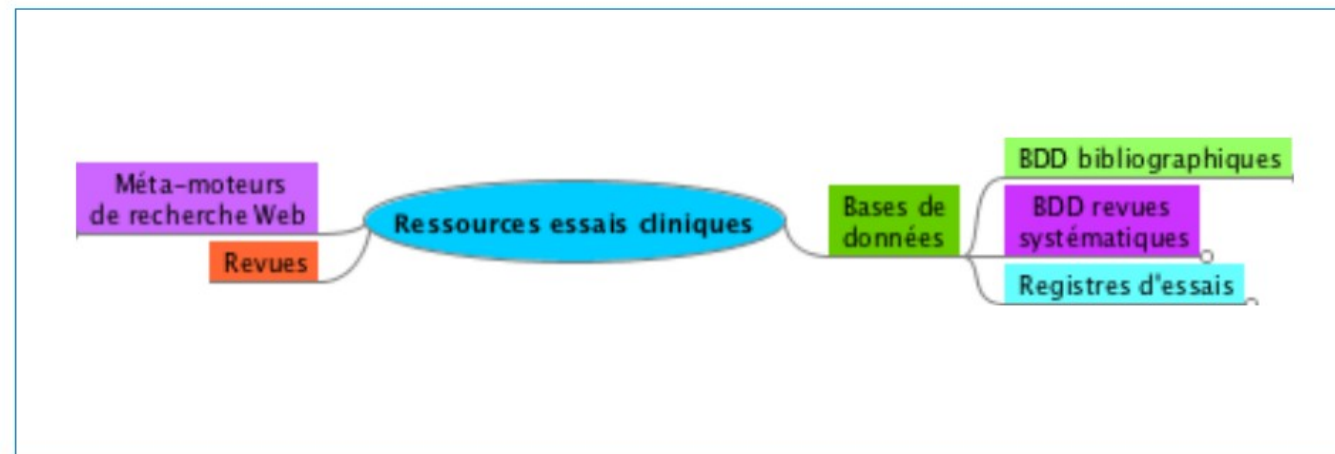 Méta-moteurs
de recherche Web
Revues
Ressources essais cliniques
Bases de
données
BDD bibliographiques
BDD revues
systématiques
Registres d'essais